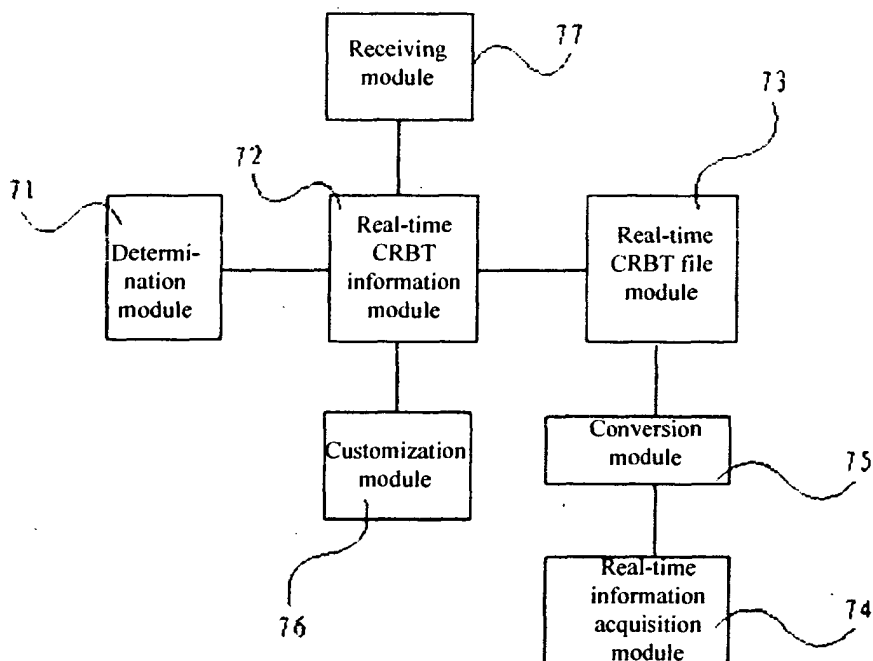 Receiving
module
77
73
72
71
Real-time
CRBT
information
module
Real-time
CRBT file
module
Determi-
nation
module
Customization
module
Conversion
module
75
Real-time
information
acquisition
module
74
76